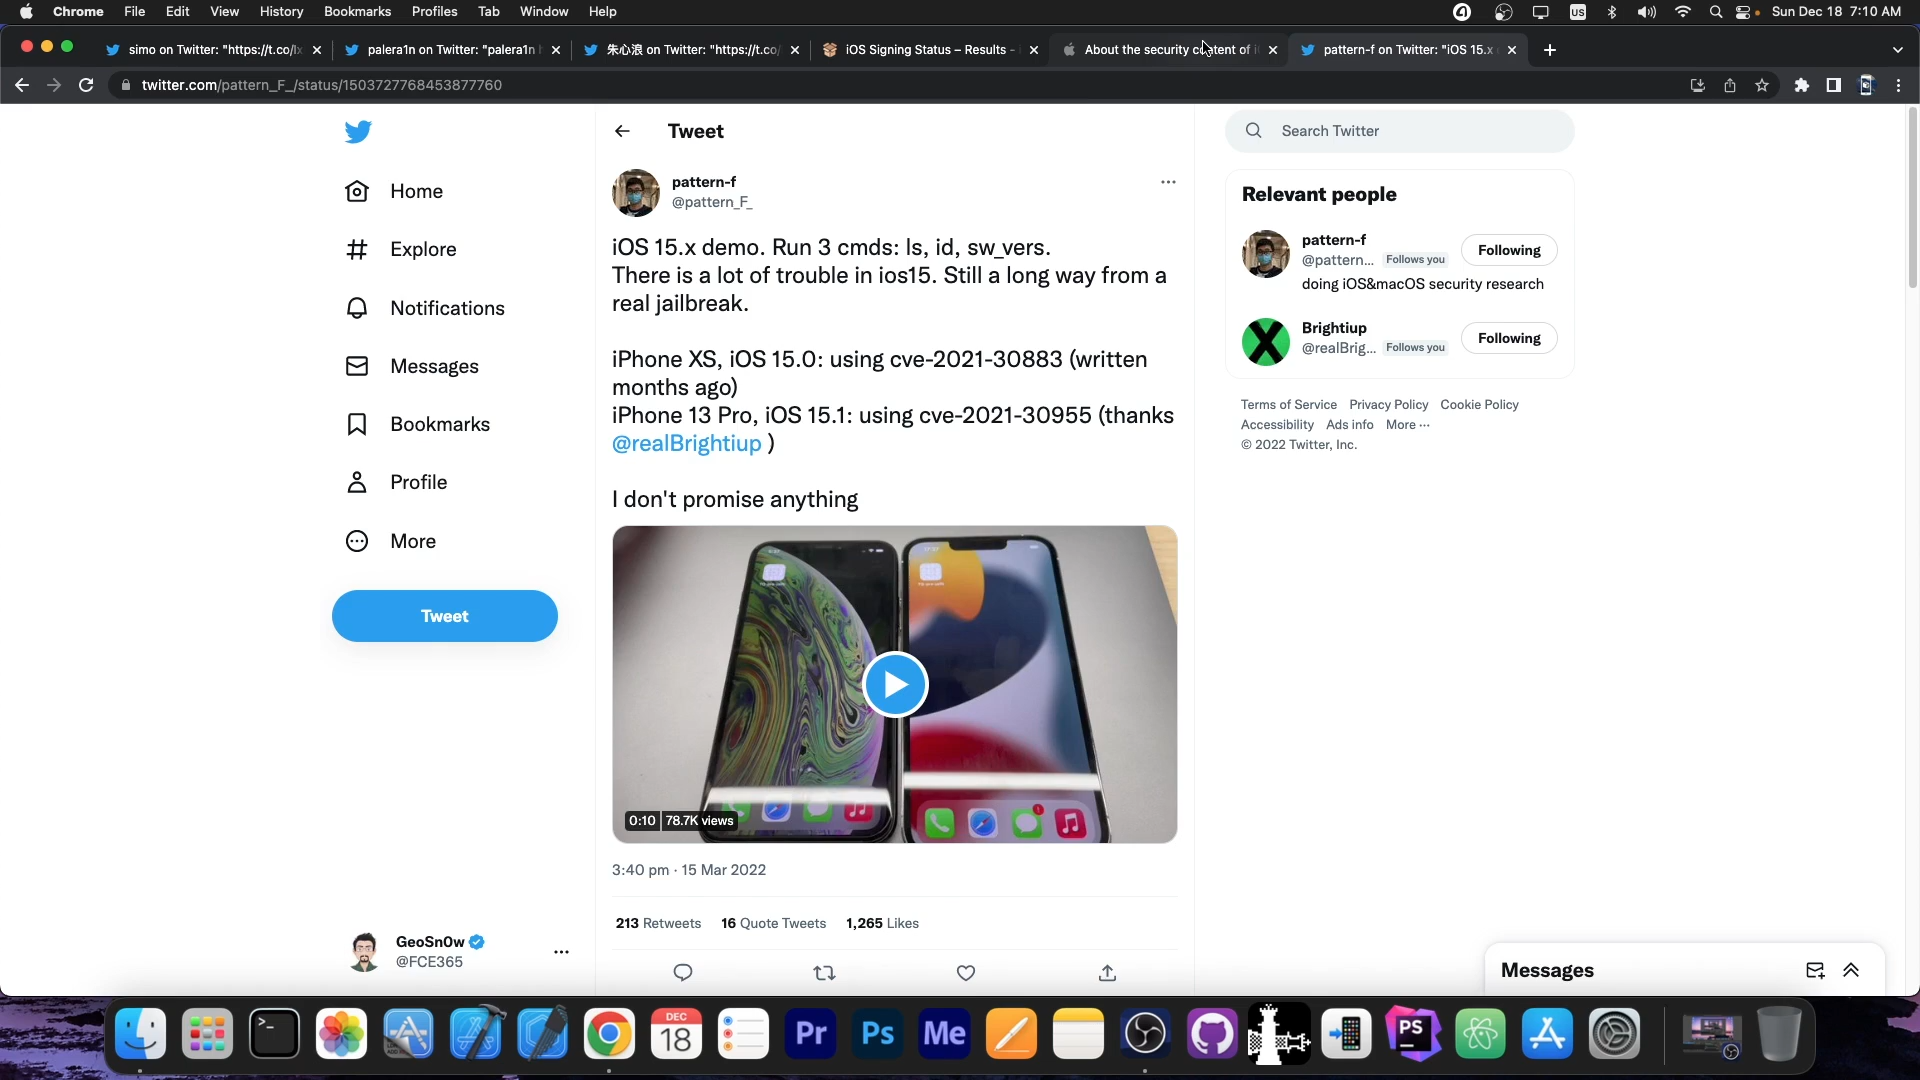 Chrome File Edit View History Bookmarks Profiles Tab Window Help
US Sun Dec 18 7:10 AM
simo on Twitter: "https://t.co/lx
palera1n on Twitter: "palera1n
朱心浪 on Twitter: "https://t.co/
iOS Signing Status – Results -
About the security content of i
pattern-f on Twitter: "iOS 15.x
twitter.com/pattern_F_/status/1503727768453877760
Home
Explore
Notifications
Messages
Bookmarks
Profile
More
Tweet
GeoSn0w
@FCE365
Tweet
pattern-f
@pattern_F_
iOS 15.x demo. Run 3 cmds: ls, id, sw_vers.
There is a lot of trouble in ios15. Still a long way from a
real jailbreak.
iPhone XS, iOS 15.0: using cve-2021-30883 (written
months ago)
iPhone 13 Pro, iOS 15.1: using cve-2021-30955 (thanks
@realBrightiup )
I don't promise anything
0:10 78.7K views
3:40 pm · 15 Mar 2022
213 Retweets 16 Quote Tweets 1,265 Likes
Search Twitter
Relevant people
pattern-f
@pattern... Follows you
Following
doing iOS&macOS security research
Brightiup
@realBrig... Follows you
Following
Terms of Service Privacy Policy Cookie Policy
Accessibility Ads info More ···
© 2022 Twitter, Inc.
Messages
DEC
18
Pr
Ps
Me
PS